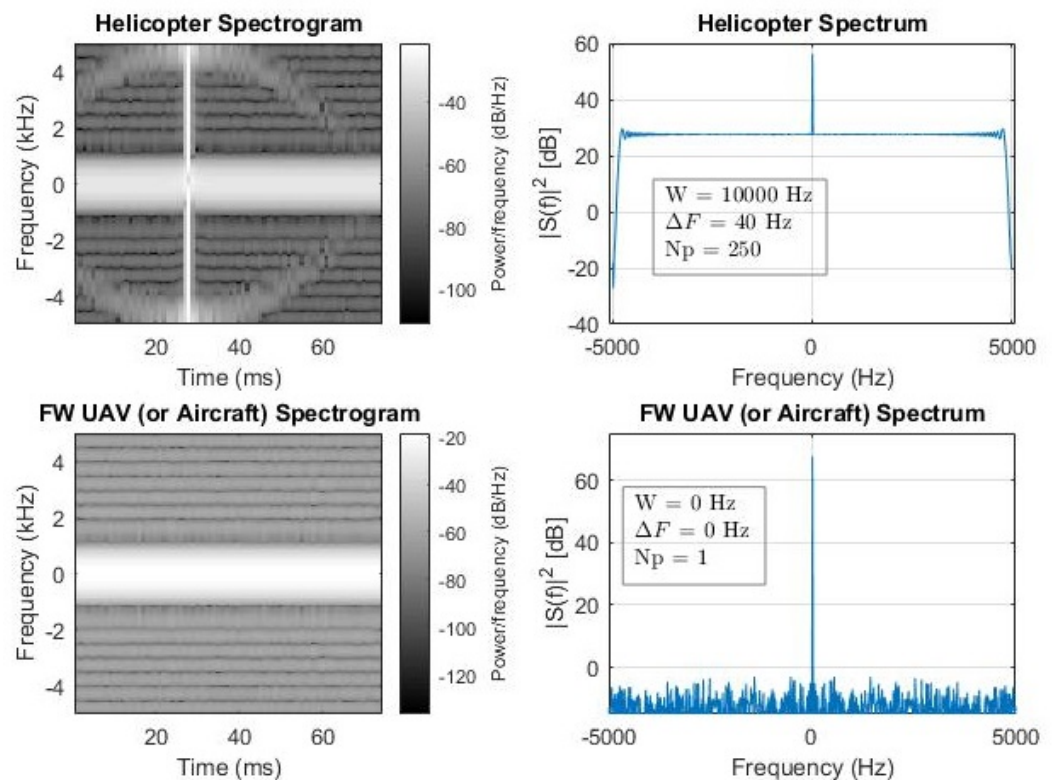 Helicopter Spectrogram
Frequency (kHz)
4
2
0
-2
-4
20
40
60
Time (ms)
-40
-60
-80
-100
Power/frequency (dB/Hz)
Helicopter Spectrum
|S(f)|² [dB]
60
40
20
0
-20
-40
W = 10000 Hz
ΔF = 40 Hz
Np = 250
-5000
0
5000
Frequency (Hz)
FW UAV (or Aircraft) Spectrogram
Frequency (kHz)
4
2
0
-2
-4
20
40
60
Time (ms)
-20
-40
-60
-80
-100
-120
Power/frequency (dB/Hz)
FW UAV (or Aircraft) Spectrum
|S(f)|² [dB]
60
40
20
0
W = 0 Hz
ΔF = 0 Hz
Np = 1
-5000
0
5000
Frequency (Hz)